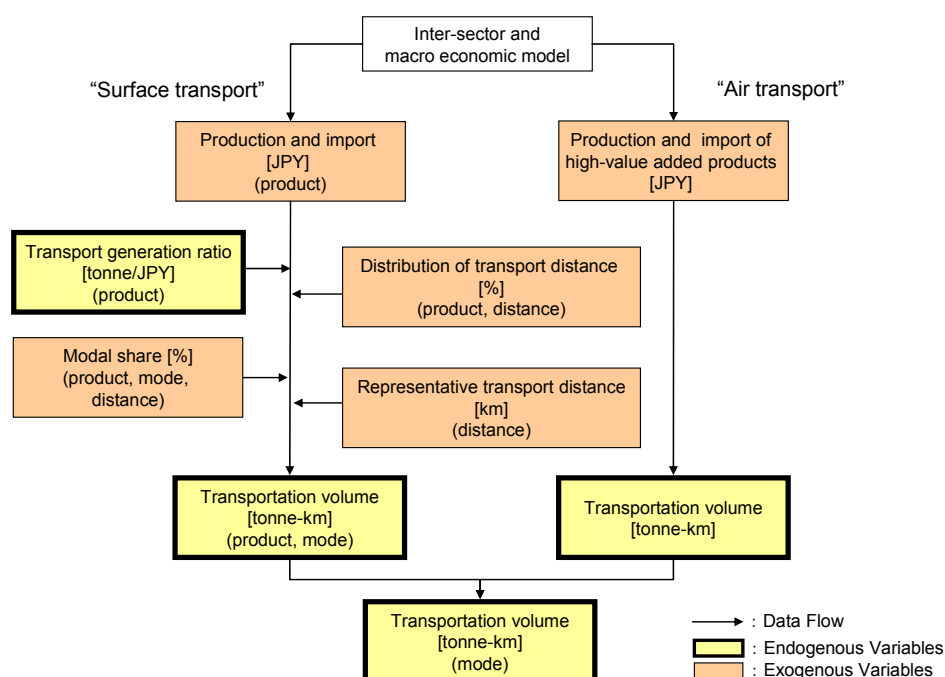 Inter-sector and
macro economic model
“Surface transport”
“Air transport”
Production and import
[JPY]
(product)
Production and import of
high-value added products
[JPY]
Transport generation ratio
[tonne/JPY]
(product)
Distribution of transport distance
[%]
(product, distance)
Modal share [%]
(product, mode,
distance)
Representative transport distance
[km]
(distance)
Transportation volume
[tonne-km]
(product, mode)
Transportation volume
[tonne-km]
Transportation volume
[tonne-km]
(mode)
: Data Flow
: Endogenous Variables
: Exogenous Variables